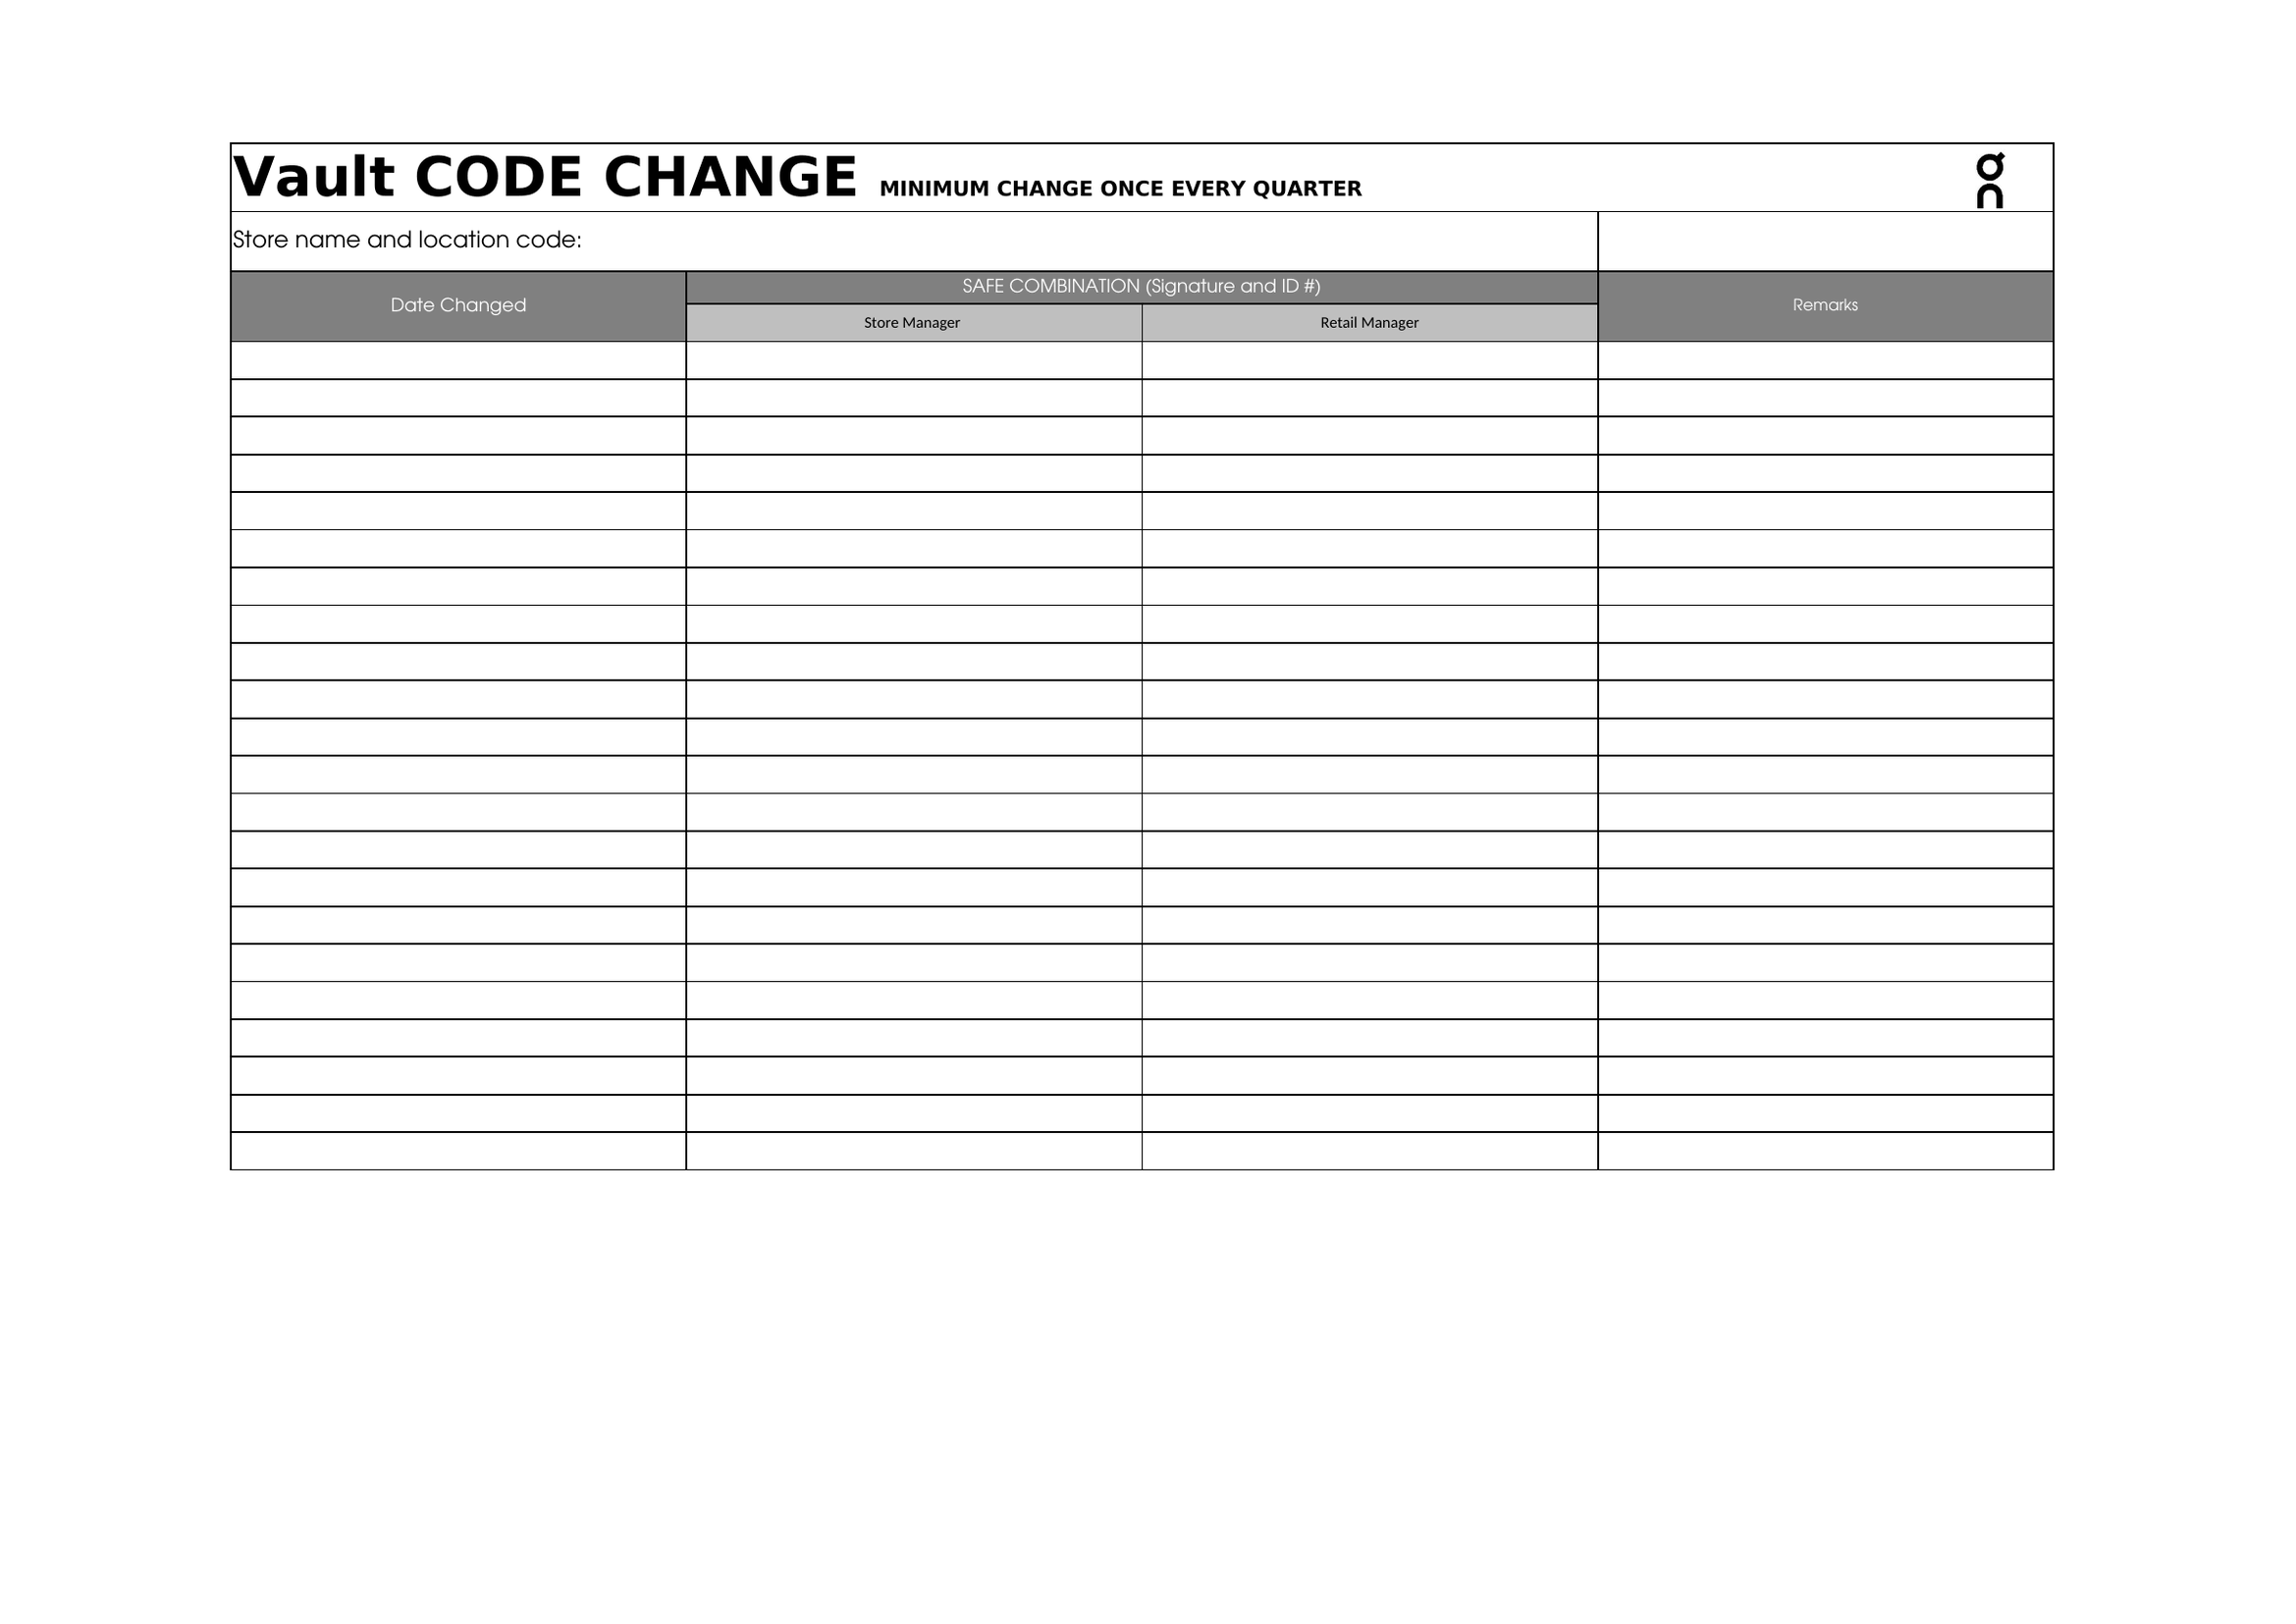 Vault CODE CHANGE MINIMUM CHANGE ONCE EVERY QUARTER
Store name and location code:
Date Changed
SAFE COMBINATION (Signature and ID #)
Remarks
Store Manager
Retail Manager